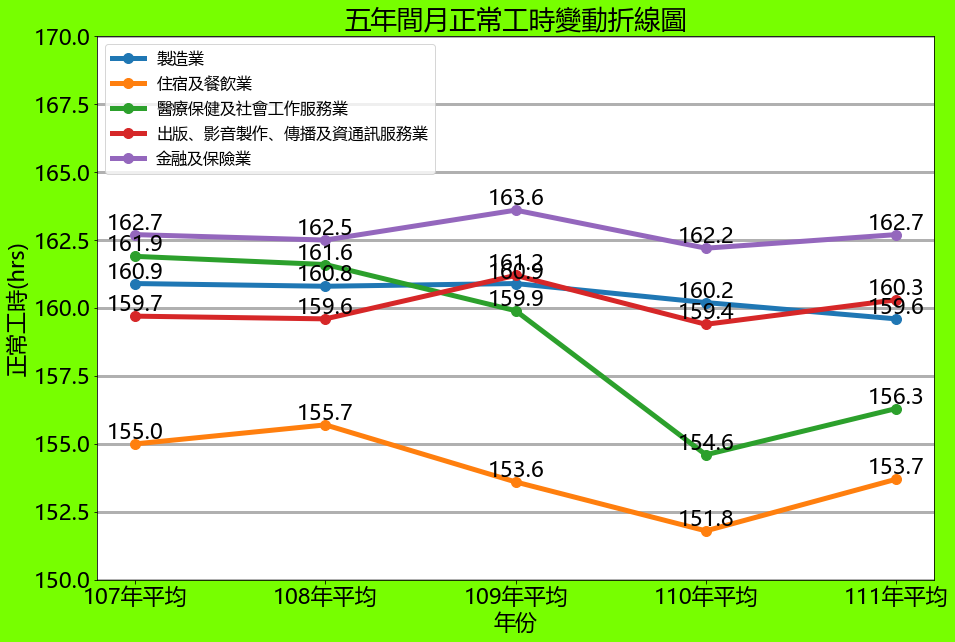 五年間月正常工時變動折線圖
170.0
167.5
165.0
162.5
160.0
157.5
155.0
152.5
150.0
正常工時(hrs)
製造業
住宿及餐飲業
醫療保健及社會工作服務業
出版、影音製作、傳播及資通訊服務業
金融及保險業
162.7 162.5 163.6 162.2 162.7
161.9 161.6 159.9 154.6 156.3
160.9 160.8 160.9 160.2 159.6
159.7 159.6 161.2 159.4 160.3
155.0 155.7 153.6 151.8 153.7
107年平均 108年平均 109年平均 110年平均 111年平均
年份